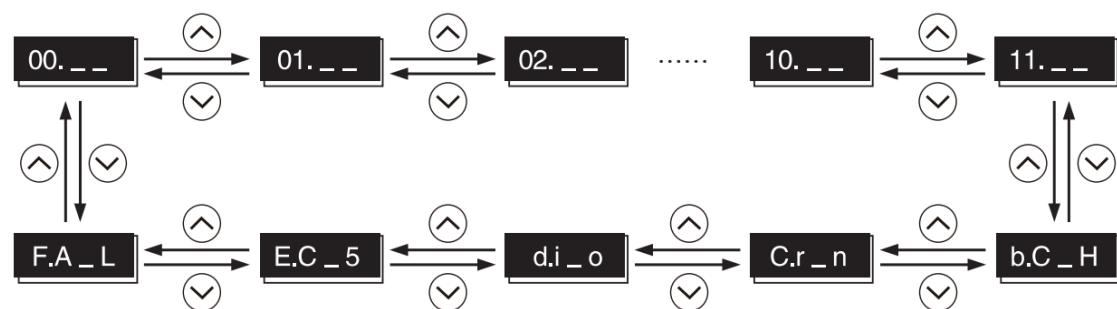 00. _ _ 01. _ _ 02. _ _ ...... 10. _ _ 11. _ _
F.A _ L E.C _ 5 d.i _ o C.r _ n b.C _ H